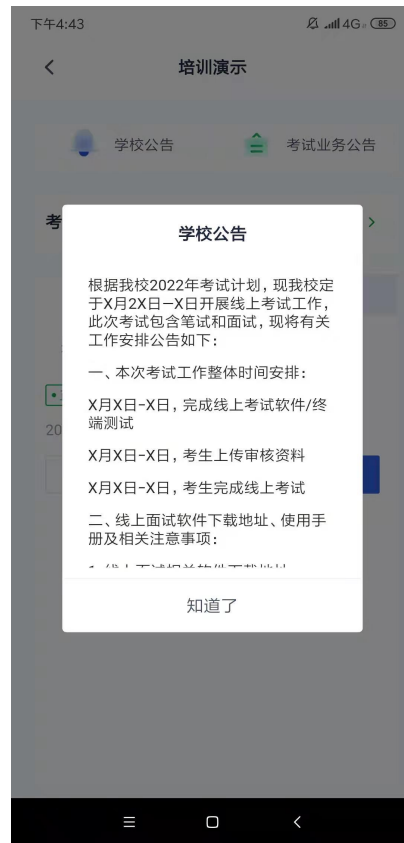 下午4:43
4G
85
培训演示
学校公告
考试业务公告
考
学校公告
根据我校2022年考试计划，现我校定
于X月2X日—X日开展线上考试工作，
此次考试包含笔试和面试，现将有关
工作安排公告如下：
一、本次考试工作整体时间安排：
X月X日-X日，完成线上考试软件/终
端测试
X月X日-X日，考生上传审核资料
X月X日-X日，考生完成线上考试
二、线上面试软件下载地址、使用手
册及相关注意事项：
20
知道了